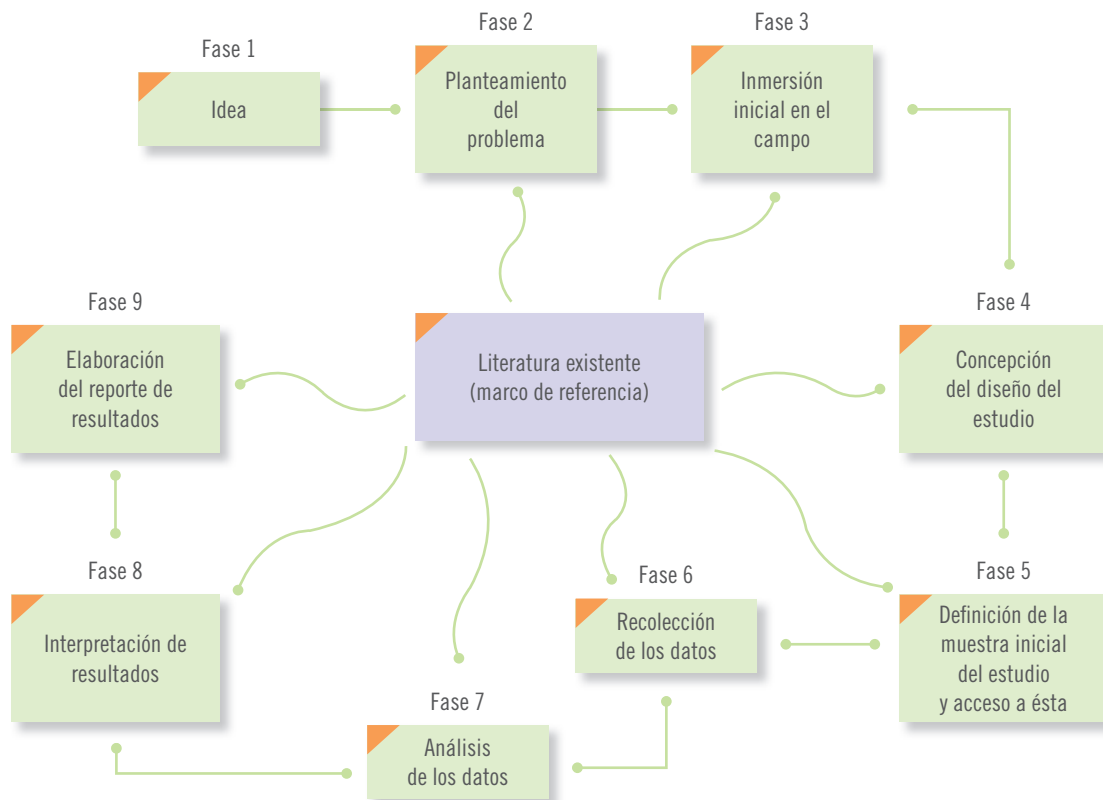 Fase 1
Idea
Fase 2
Planteamiento
del
problema
Fase 3
Inmersión
inicial en el
campo
Fase 4
Concepción
del diseño del
estudio
Fase 5
Definición de la
muestra inicial
del estudio
y acceso a ésta
Fase 6
Recolección
de los datos
Fase 7
Análisis
de los datos
Fase 8
Interpretación de
resultados
Fase 9
Elaboración
del reporte de
resultados
Literatura existente
(marco de referencia)